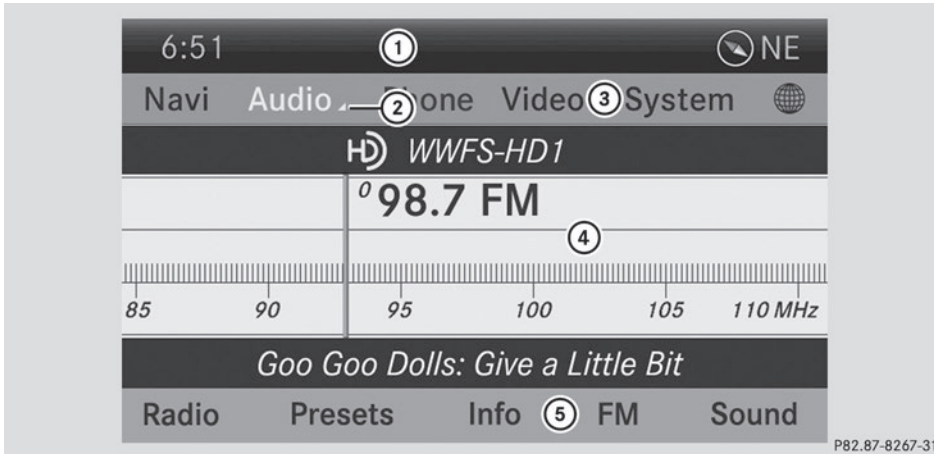 6:51 1 NE
Navi Audio 2 Phone Video 3 System
HD WWFS-HD1
0 98.7 FM
4
85 90 95 100 105 110 MHz
Goo Goo Dolls: Give a Little Bit
Radio Presets Info 5 FM Sound
P82.87-8267-31